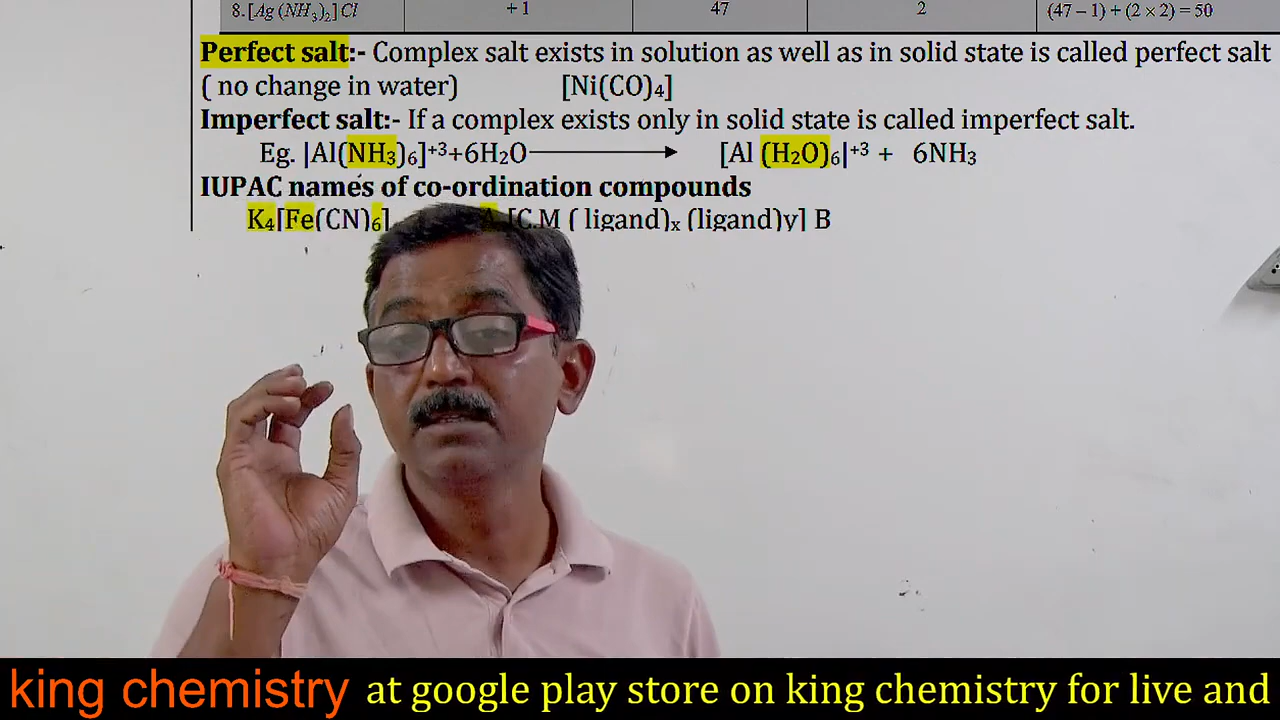 8.[Ag (NH₃)₂] Cl + 1 47 2 (47 − 1) + (2 × 2) = 50
Perfect salt:- Complex salt exists in solution as well as in solid state is called perfect salt
( no change in water) [Ni(CO)₄]
Imperfect salt:- If a complex exists only in solid state is called imperfect salt.
Eg. |Al(NH₃)₆]⁺³+6H₂O⟶ [Al (H₂O)₆|⁺³ + 6NH₃
IUPAC names of co-ordination compounds
K₄[Fe(CN)₆] A [C.M ( ligand)ₓ (ligand)y] B
king chemistry at google play store on king chemistry for live and